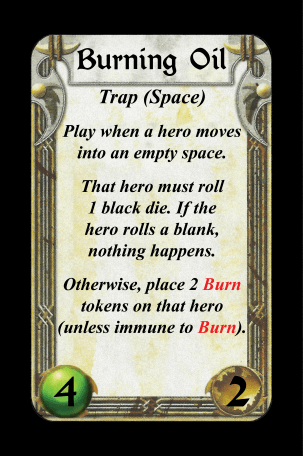 Burning Oil
Trap (Space)
Play when a hero moves
into an empty space.
That hero must roll
1 black die. If the
hero rolls a blank,
nothing happens.
Otherwise, place 2 Burn
tokens on that hero
(unless immune to Burn).
4
2